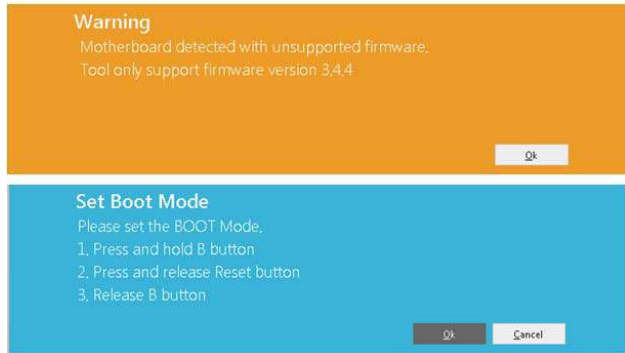 Warning
Motherboard detected with unsupported firmware.
Tool only support firmware version 3.4.4
Ok
Set Boot Mode
Please set the BOOT Mode.
1. Press and hold B button
2. Press and release Reset button
3. Release B button
Ok
Cancel